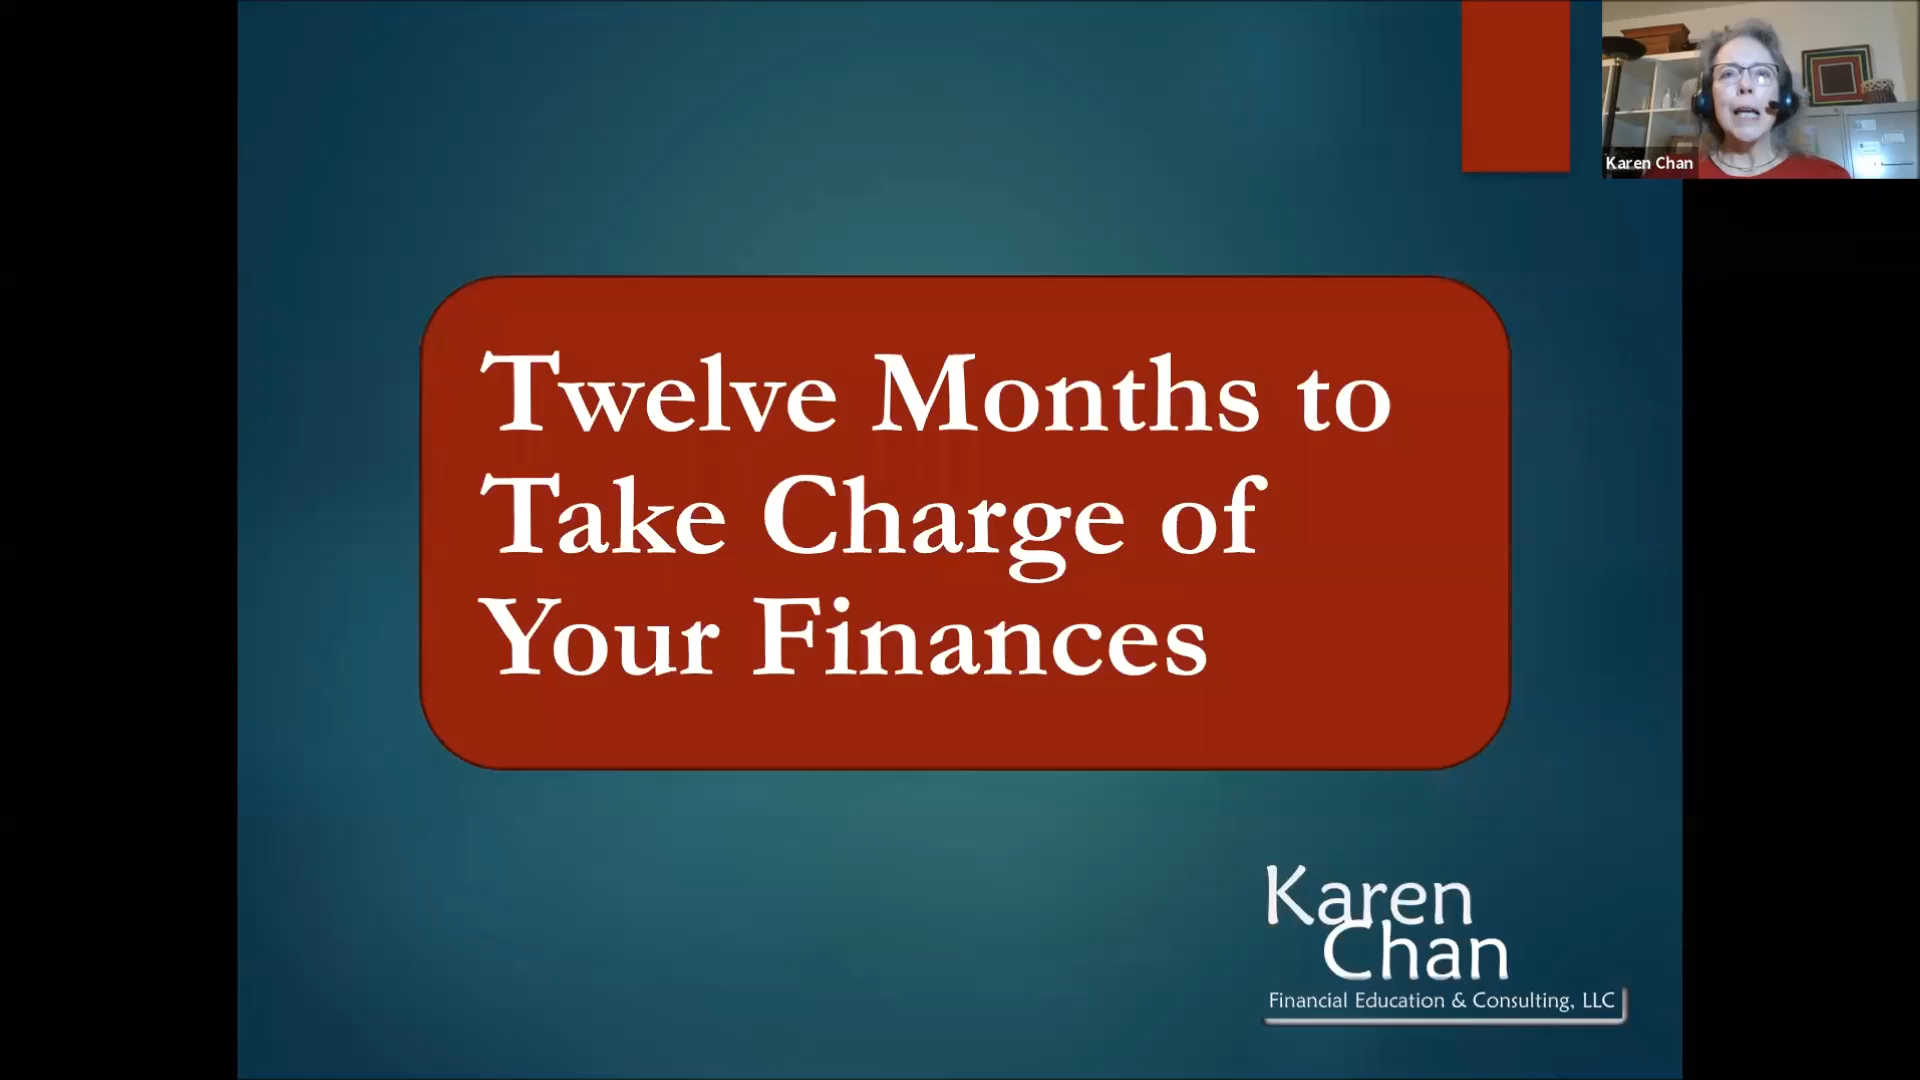 Karen Chan
Twelve Months to
Take Charge of
Your Finances
Karen
Chan
Financial Education & Consulting, LLC